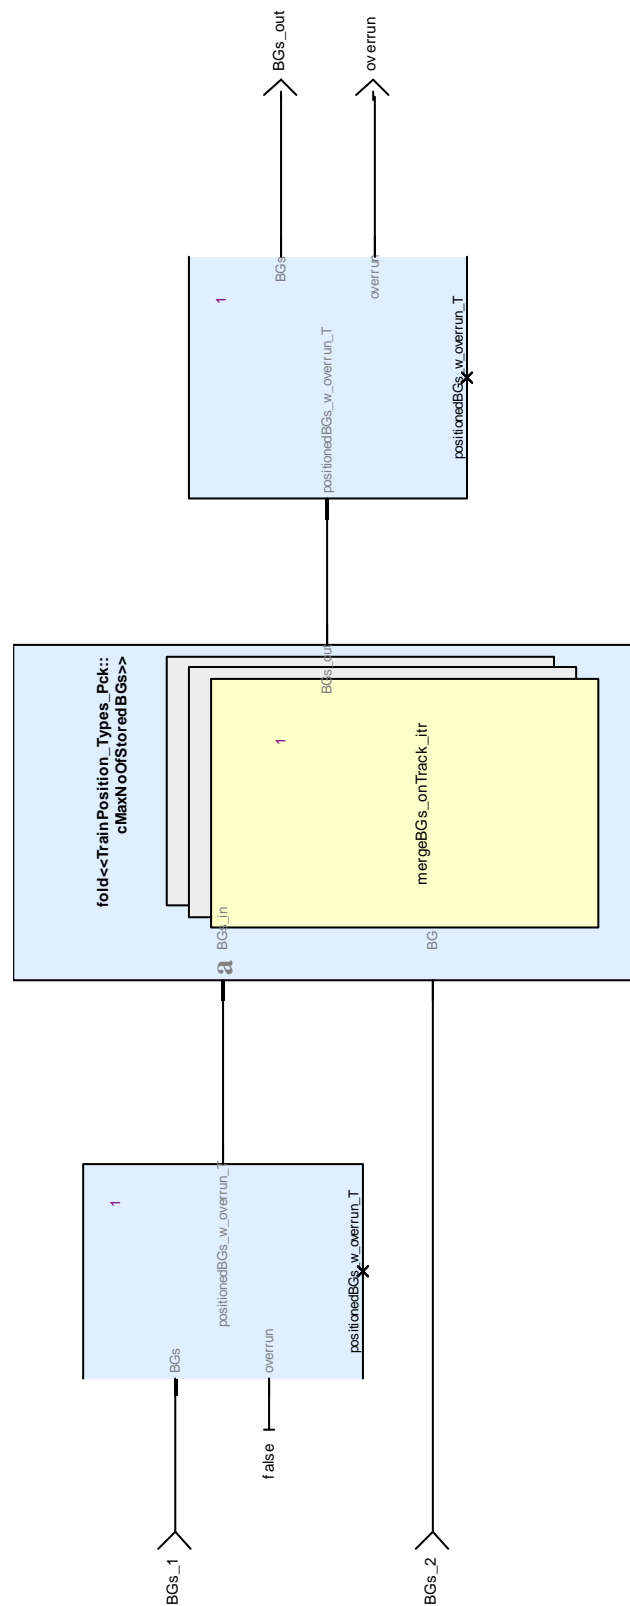 BGs_1
BGs_2
false
BGs
overrun
1
positionedBGs_w_overrun_T
positionedBGs_w_overrun_T
fold<<TrainPosition_Types_Pck::
cMaxNoOfStoredBGs>>
a
BGs_in
BG
1
mergeBGs_onTrack_itr
BGs_out
positionedBGs_w_overrun_T
1
positionedBGs_w_overrun_T
BGs
overrun
BGs_out
overrun